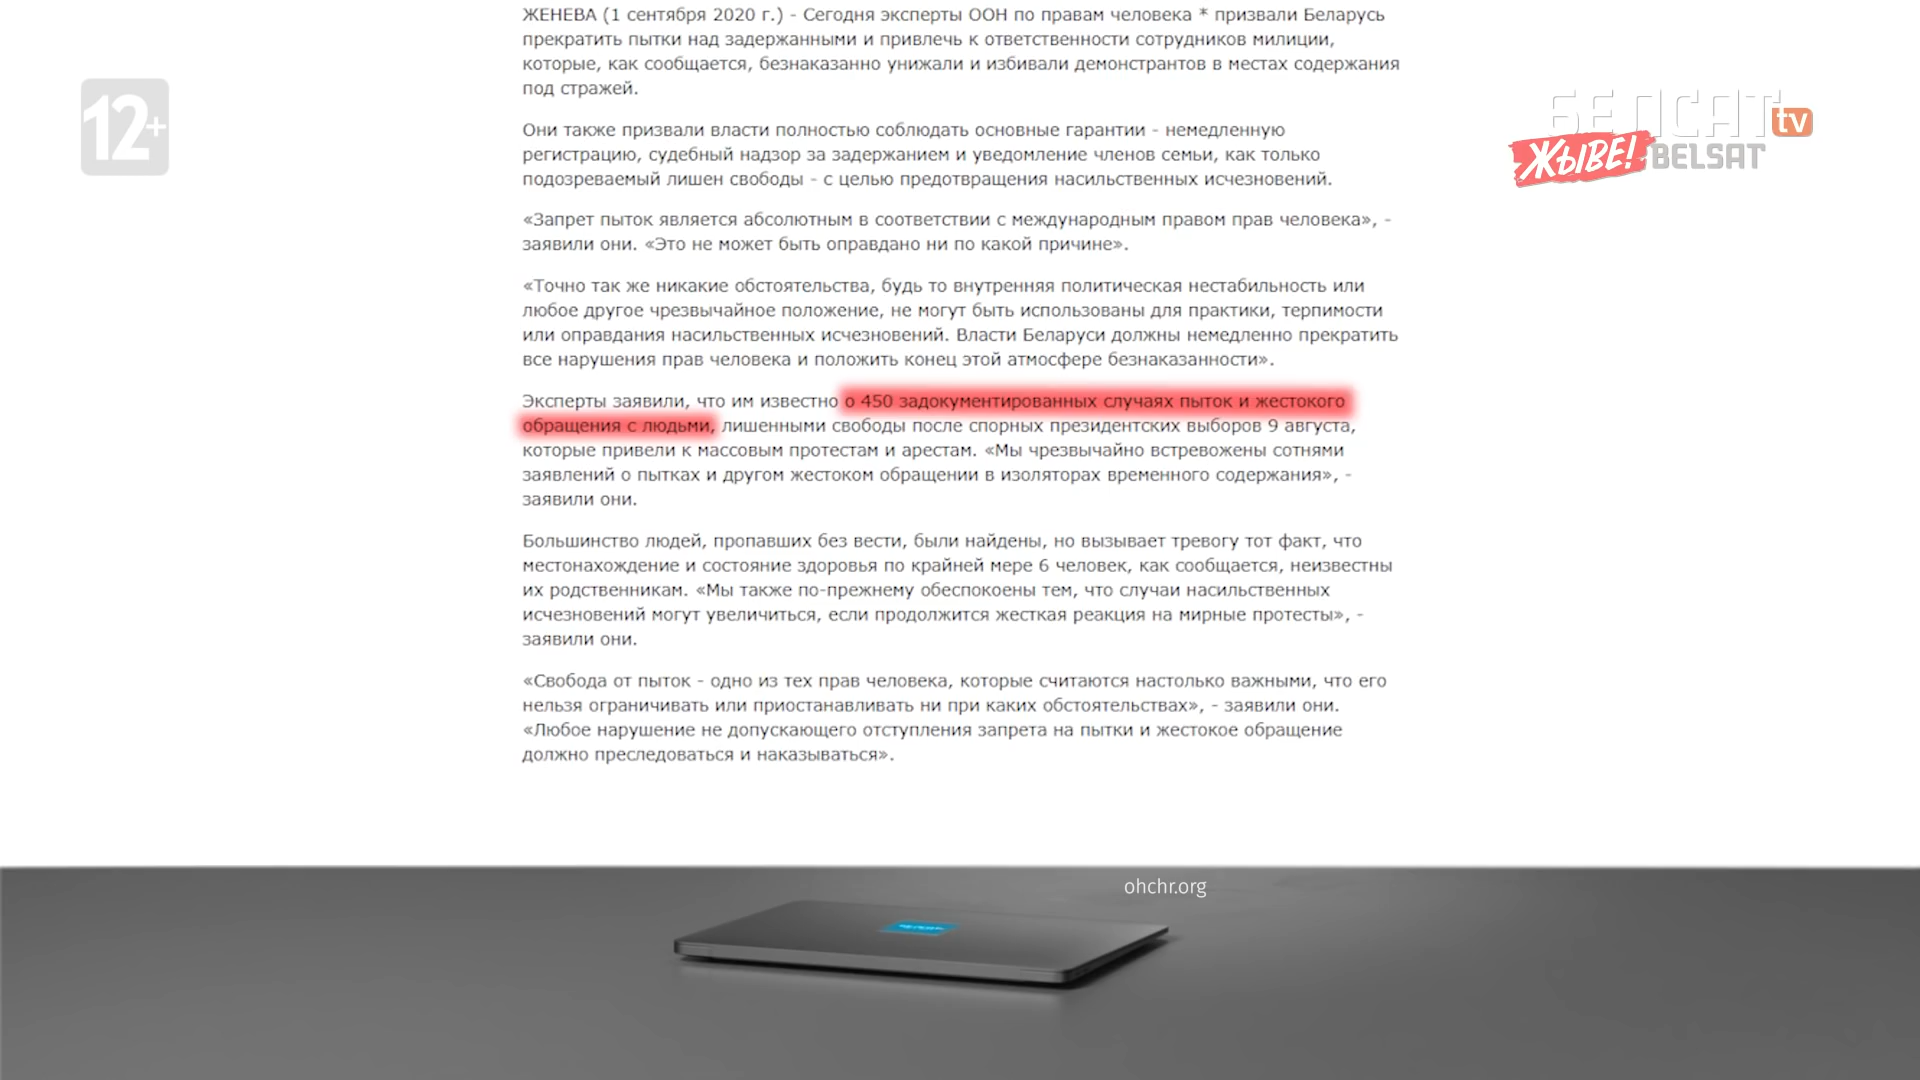 ЖЕНЕВА (1 сентября 2020 г.) - Сегодня эксперты ООН по правам человека * призвали Беларусь
прекратить пытки над задержанными и привлечь к ответственности сотрудников милиции,
которые, как сообщается, безнаказанно унижали и избивали демонстрантов в местах содержания
под стражей.
12+
БЕЛСАТ tv
ЖЫВЕ! BELSAT
Они также призвали власти полностью соблюдать основные гарантии - немедленную
регистрацию, судебный надзор за задержанием и уведомление членов семьи, как только
подозреваемый лишен свободы - с целью предотвращения насильственных исчезновений.
«Запрет пыток является абсолютным в соответствии с международным правом прав человека», -
заявили они. «Это не может быть оправдано ни по какой причине».
«Точно так же никакие обстоятельства, будь то внутренняя политическая нестабильность или
любое другое чрезвычайное положение, не могут быть использованы для практики, терпимости
или оправдания насильственных исчезновений. Власти Беларуси должны немедленно прекратить
все нарушения прав человека и положить конец этой атмосфере безнаказанности».
Эксперты заявили, что им известно о 450 задокументированных случаях пыток и жестокого
обращения с людьми, лишенными свободы после спорных президентских выборов 9 августа,
которые привели к массовым протестам и арестам. «Мы чрезвычайно встревожены сотнями
заявлений о пытках и другом жестоком обращении в изоляторах временного содержания», -
заявили они.
Большинство людей, пропавших без вести, были найдены, но вызывает тревогу тот факт, что
местонахождение и состояние здоровья по крайней мере 6 человек, как сообщается, неизвестны
их родственникам. «Мы также по-прежнему обеспокоены тем, что случаи насильственных
исчезновений могут увеличиться, если продолжится жесткая реакция на мирные протесты», -
заявили они.
«Свобода от пыток - одно из тех прав человека, которые считаются настолько важными, что его
нельзя ограничивать или приостанавливать ни при каких обстоятельствах», - заявили они.
«Любое нарушение не допускающего отступления запрета на пытки и жестокое обращение
должно преследоваться и наказываться».
ohchr.org